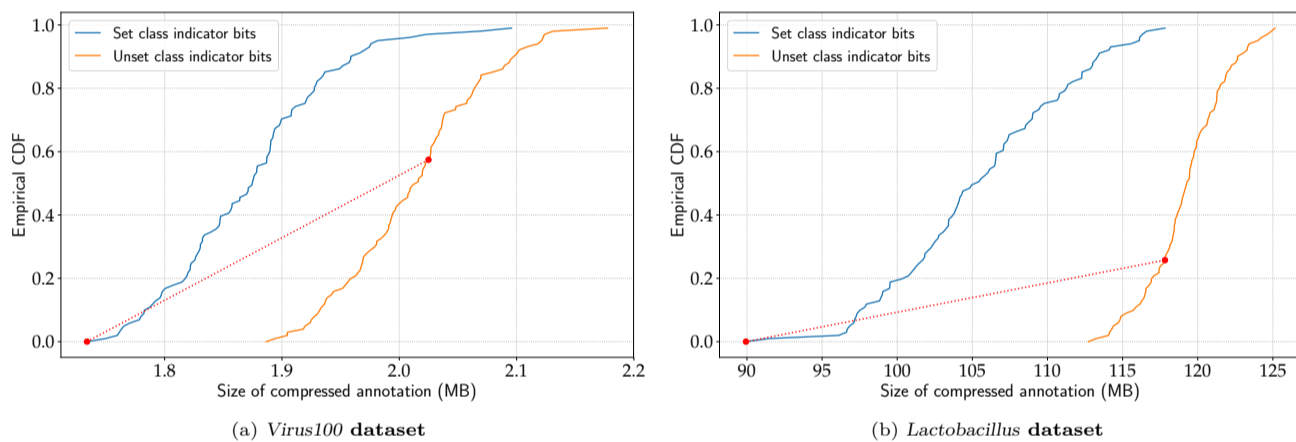 1.0
0.8
0.6
0.4
0.2
0.0
Empirical CDF
Set class indicator bits
Unset class indicator bits
1.8 1.9 2.0 2.1 2.2
Size of compressed annotation (MB)
(a) Virus100 dataset
1.0
0.8
0.6
0.4
0.2
0.0
Empirical CDF
Set class indicator bits
Unset class indicator bits
90 95 100 105 110 115 120 125
Size of compressed annotation (MB)
(b) Lactobacillus dataset